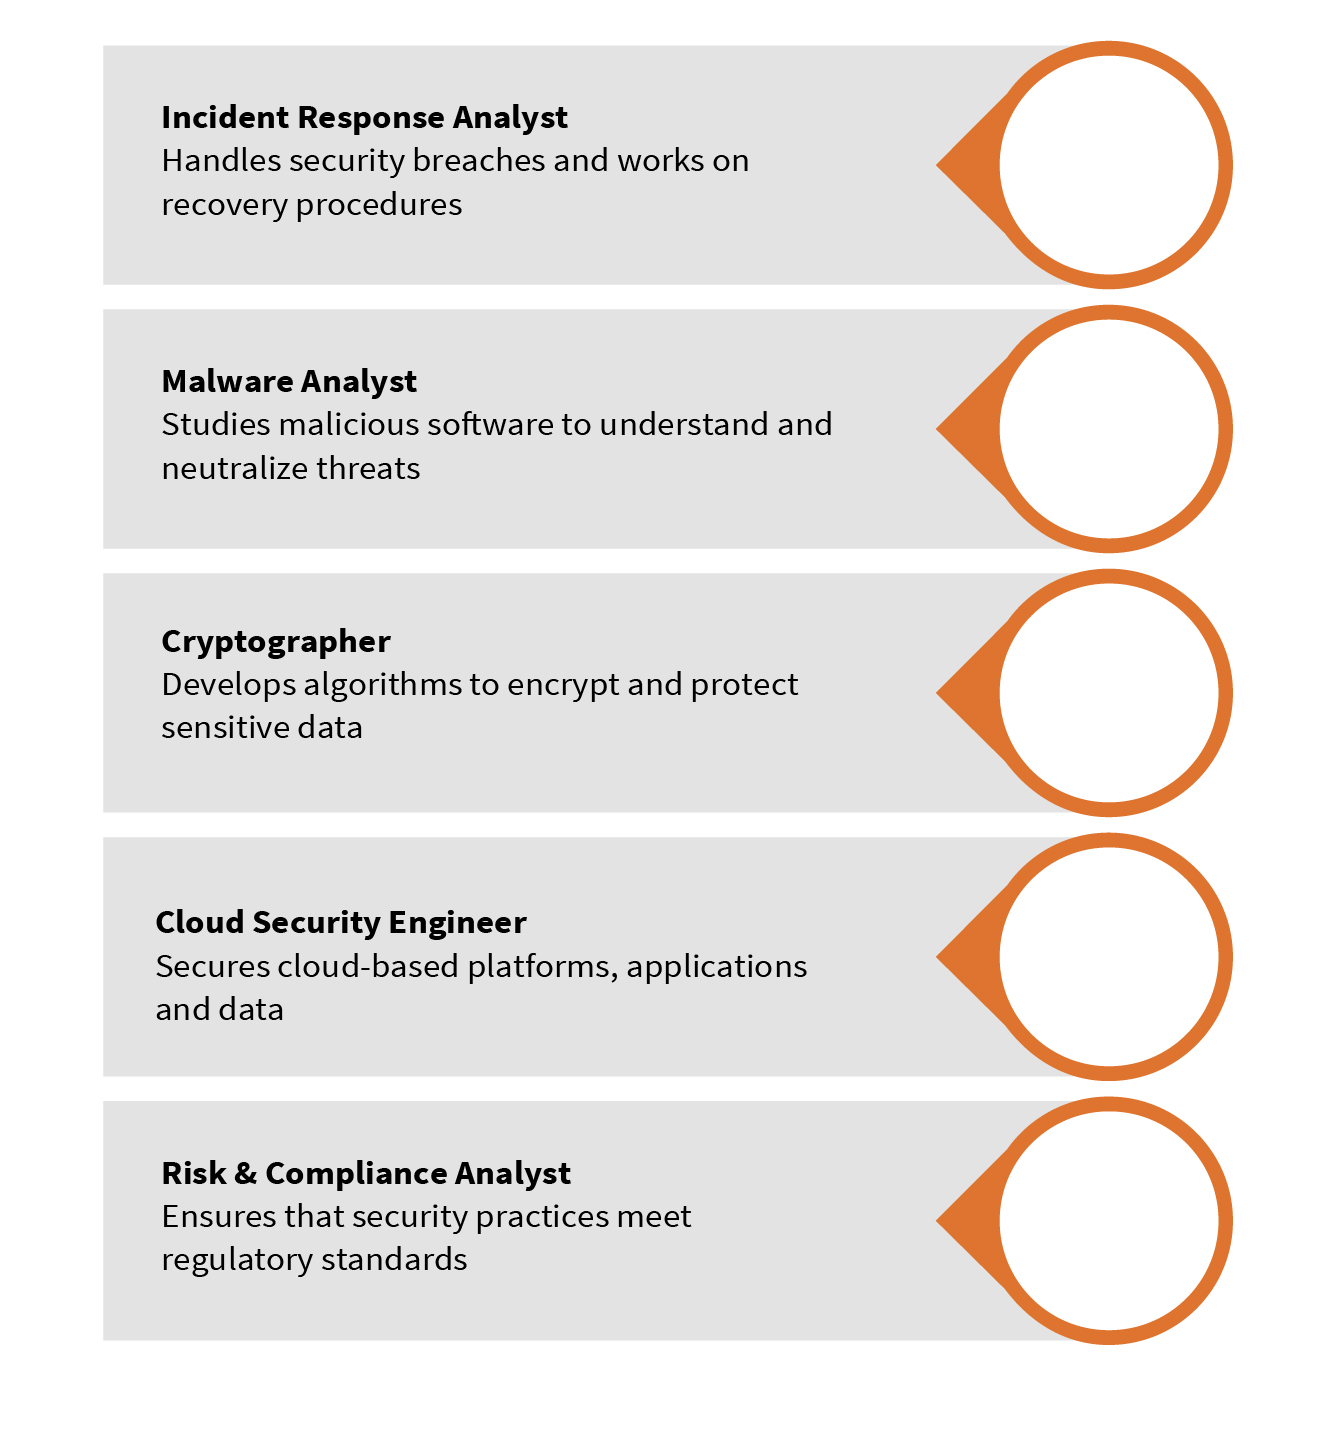 Incident Response Analyst
Handles security breaches and works on
recovery procedures
Malware Analyst
Studies malicious software to understand and
neutralize threats
Cryptographer
Develops algorithms to encrypt and protect
sensitive data
Cloud Security Engineer
Secures cloud-based platforms, applications
and data
Risk & Compliance Analyst
Ensures that security practices meet
regulatory standards